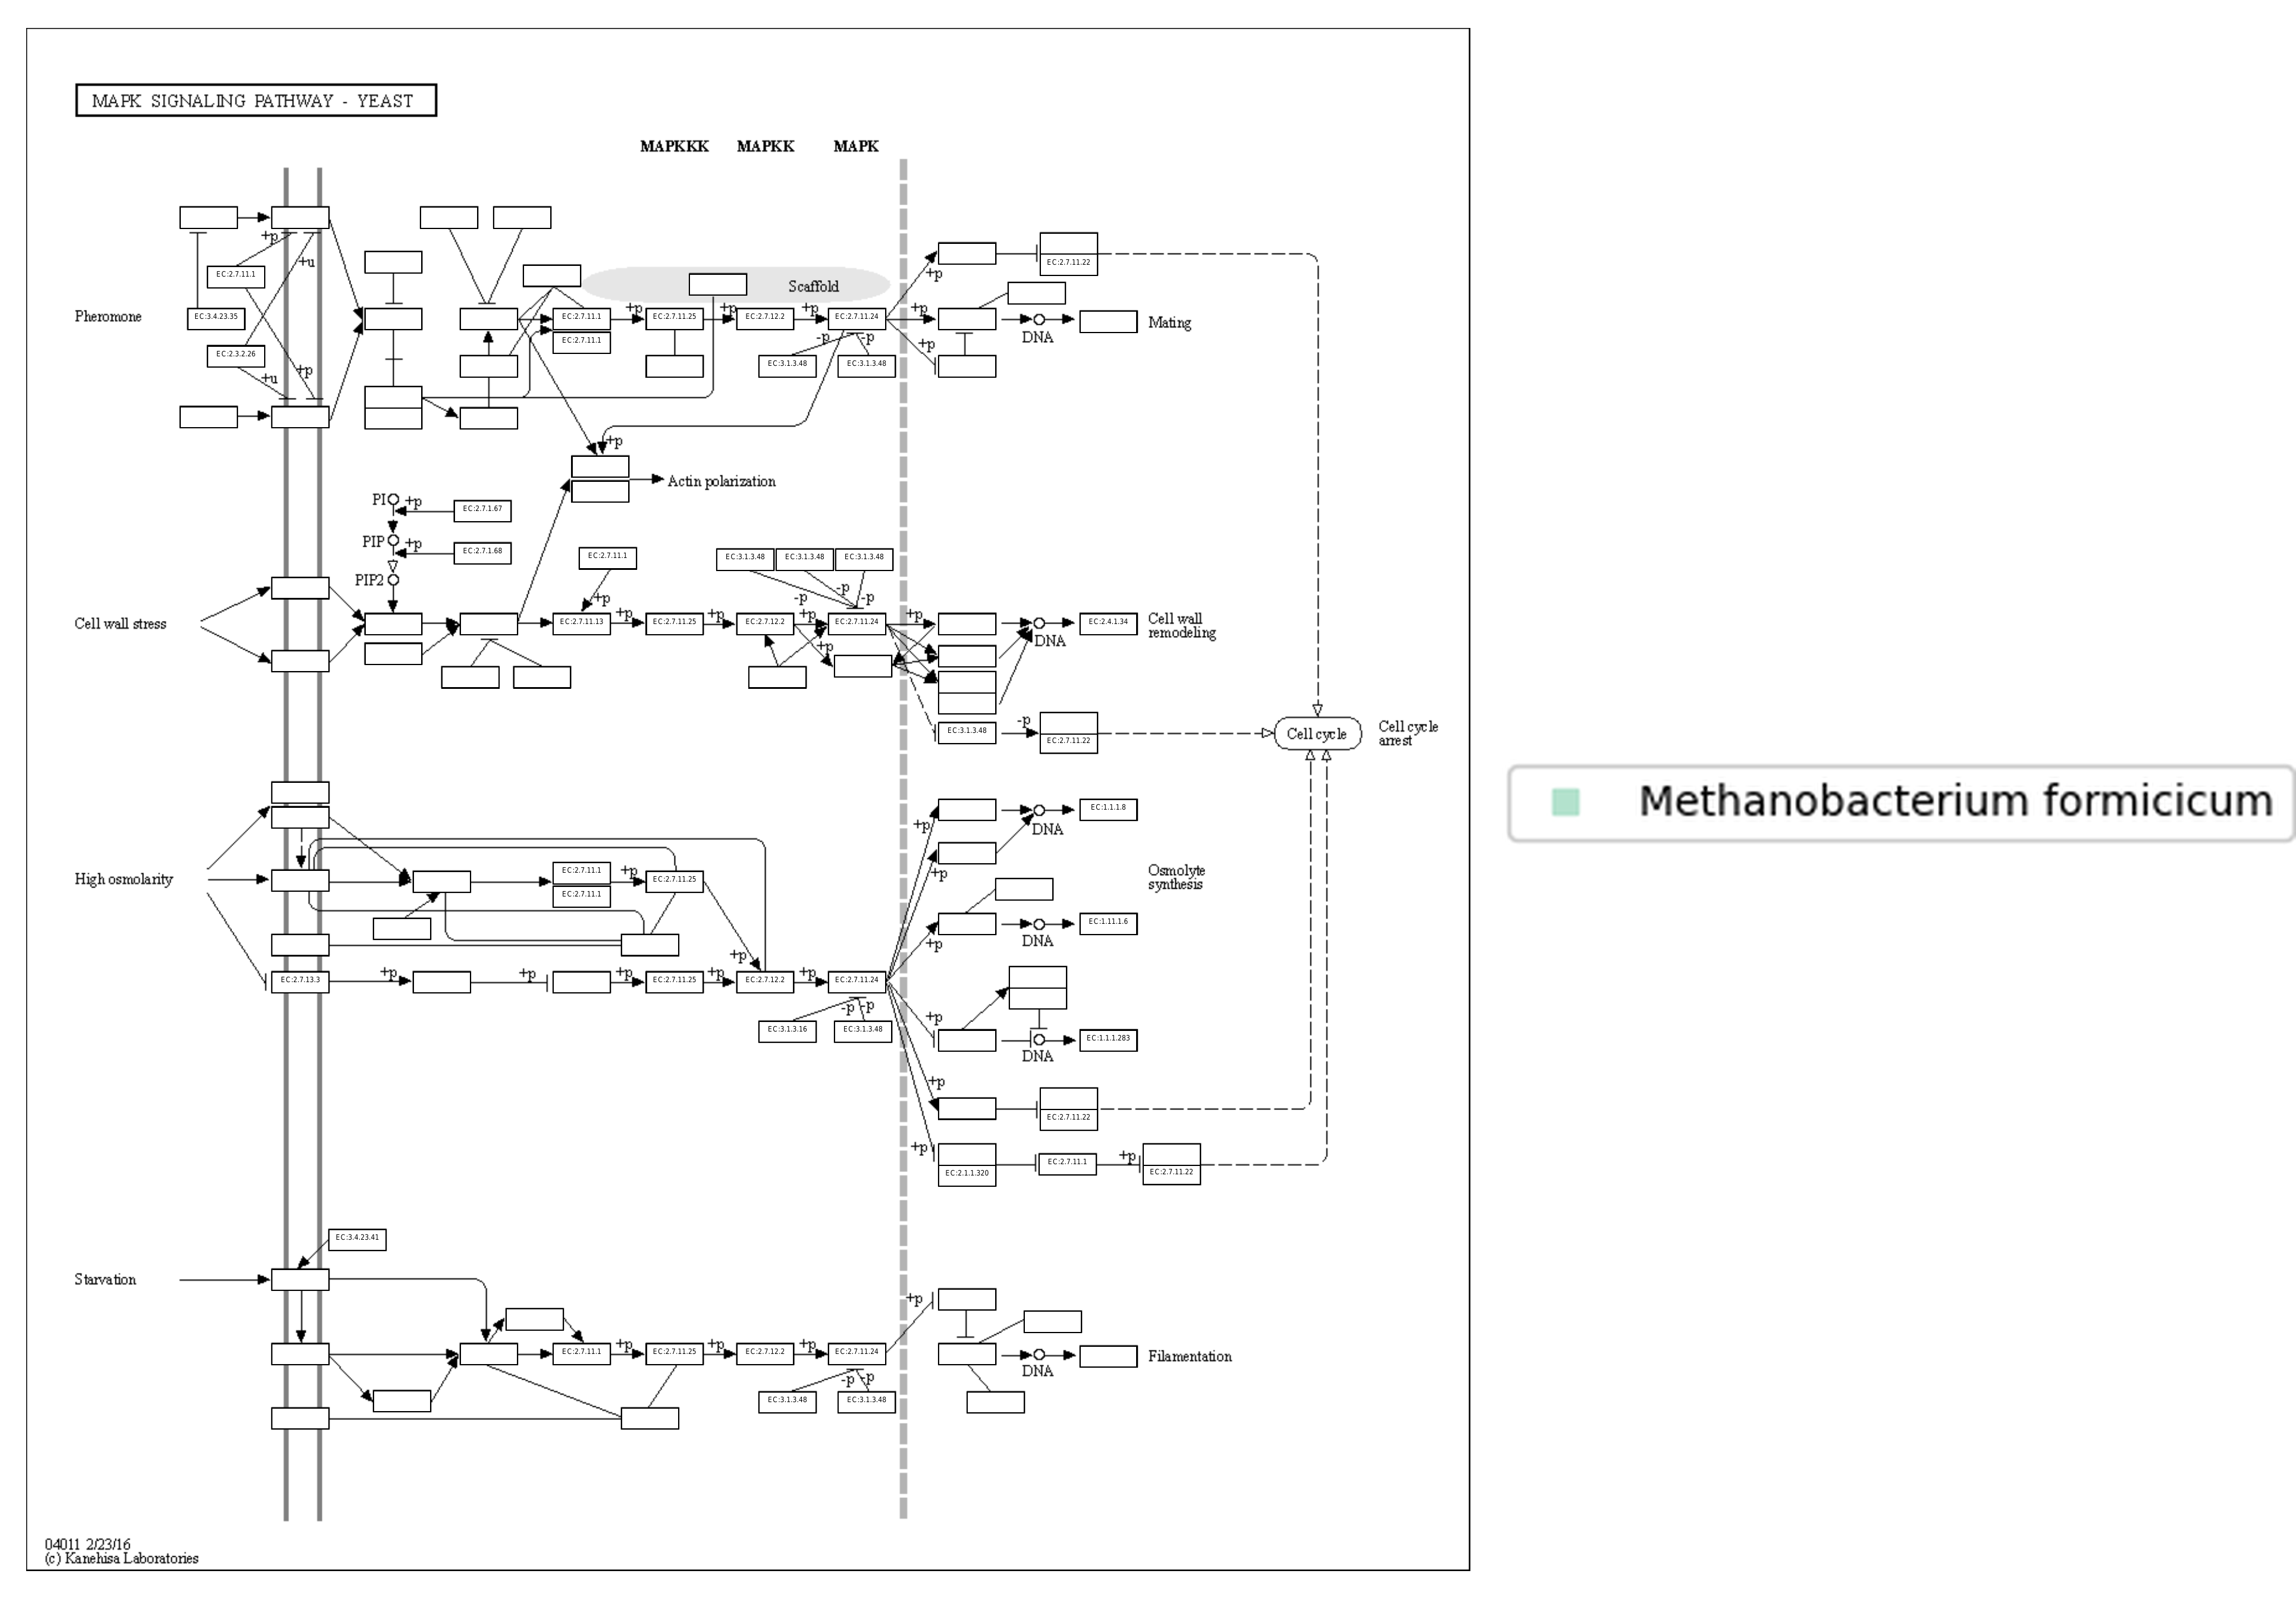 MAPK SIGNALING PATHWAY - YEAST
MAPKKK MAPKK MAPK
Pheromone
+p
+u
EC:2.7.11.1
EC:3.4.23.35
EC:2.3.2.26
+u
+p
Scaffold
EC:2.7.11.1
EC:2.7.11.1
+p
EC:2.7.11.25
+p
EC:2.7.12.2
+p
EC:2.7.11.24
-p
-p
EC:3.1.3.48
EC:3.1.3.48
+p
+p
+p
EC:2.7.11.22
DNA
Mating
+p
Actin polarization
PI
+p
EC:2.7.1.67
PIP
+p
EC:2.7.1.68
PIP2
Cell wall stress
EC:2.7.11.1
+p
EC:2.7.11.13
+p
EC:2.7.11.25
+p
EC:2.7.12.2
-p
+p
+p
EC:3.1.3.48
EC:3.1.3.48
EC:3.1.3.48
-p
-p
EC:2.7.11.24
+p
DNA
EC:2.4.1.34
Cell wall
remodeling
EC:3.1.3.48
-p
EC:2.7.11.22
Cell cycle
Cell cycle
arrest
High osmolarity
EC:2.7.11.1
EC:2.7.11.1
+p
EC:2.7.11.25
+p
EC:2.7.13.3
+p
+p
+p
EC:2.7.11.25
+p
EC:2.7.12.2
+p
EC:2.7.11.24
-p
-p
EC:3.1.3.16
EC:3.1.3.48
+p
DNA
EC:1.1.1.8
+p
Osmolyte
synthesis
+p
DNA
EC:1.11.1.6
+p
DNA
EC:1.1.1.283
+p
EC:2.7.11.22
+p
EC:2.1.1.320
EC:2.7.11.1
+p
EC:2.7.11.22
Starvation
EC:3.4.23.41
EC:2.7.11.1
+p
EC:2.7.11.25
+p
EC:2.7.12.2
+p
EC:2.7.11.24
-p
-p
EC:3.1.3.48
EC:3.1.3.48
+p
DNA
Filamentation
04011 2/23/16
(c) Kanehisa Laboratories
Methanobacterium formicicum